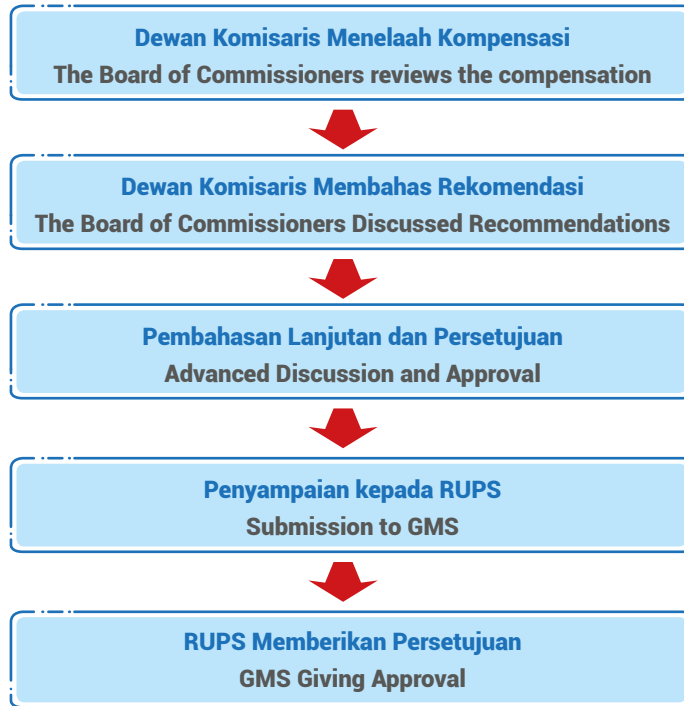 Dewan Komisaris Menelaah Kompensasi
The Board of Commissioners reviews the compensation
Dewan Komisaris Membahas Rekomendasi
The Board of Commissioners Discussed Recommendations
Pembahasan Lanjutan dan Persetujuan
Advanced Discussion and Approval
Penyampaian kepada RUPS
Submission to GMS
RUPS Memberikan Persetujuan
GMS Giving Approval